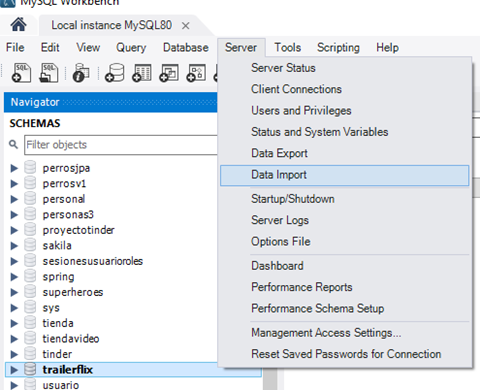 MySQL Workbench
Local instance MySQL80
File Edit View Query Database Server Tools Scripting Help
Navigator
SCHEMAS
Filter objects
perrosjpa
perrosv1
personal
personas3
proyectotinder
sakila
sesionesusuarioroles
spring
superheroes
sys
tienda
tiendavideo
tinder
trailerflix
usuario
Server Status
Client Connections
Users and Privileges
Status and System Variables
Data Export
Data Import
Startup/Shutdown
Server Logs
Options File
Dashboard
Performance Reports
Performance Schema Setup
Management Access Settings...
Reset Saved Passwords for Connection